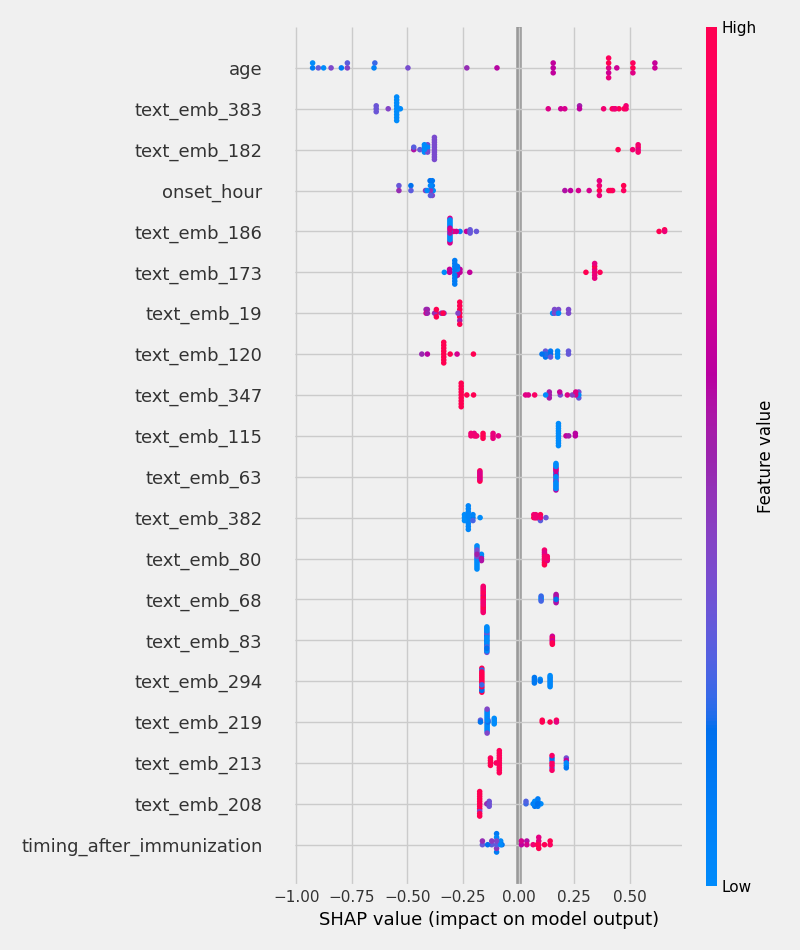 High
age
text_emb_383
text_emb_182
onset_hour
text_emb_186
text_emb_173
text_emb_19
text_emb_120
text_emb_347
text_emb_115
text_emb_63
text_emb_382
text_emb_80
text_emb_68
text_emb_83
text_emb_294
text_emb_219
text_emb_213
text_emb_208
timing_after_immunization
Feature value
Low
−1.00 −0.75 −0.50 −0.25 0.00 0.25 0.50
SHAP value (impact on model output)